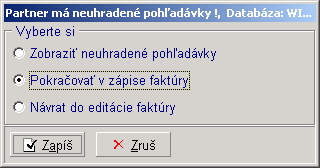 Partner má neuhradené pohľadávky !, Databáza: WI...
Vyberte si
Zobraziť neuhradené pohľadávky
Pokračovať v zápise faktúry
Návrat do editácie faktúry
Zapíš Zruš